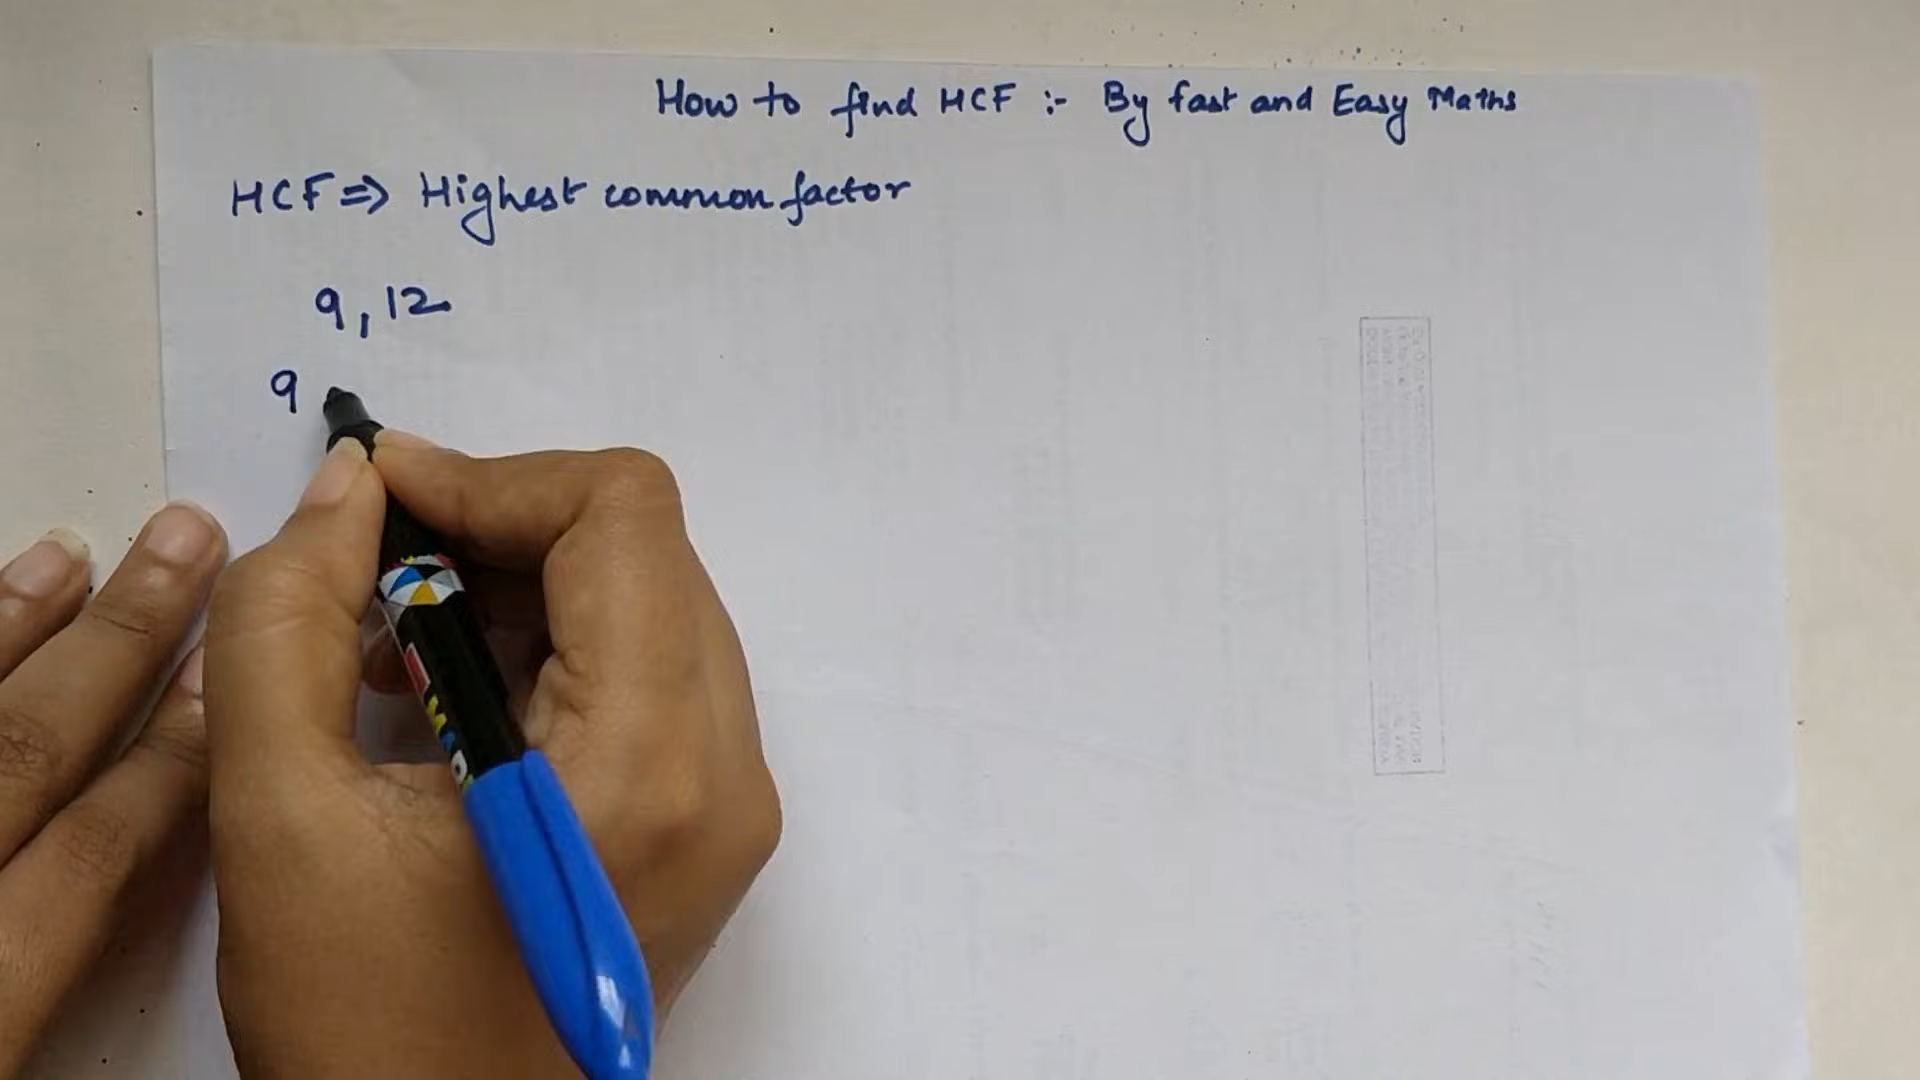 How to find HCF :- By fast and Easy Maths
HCF => Highest common factor
9, 12
9